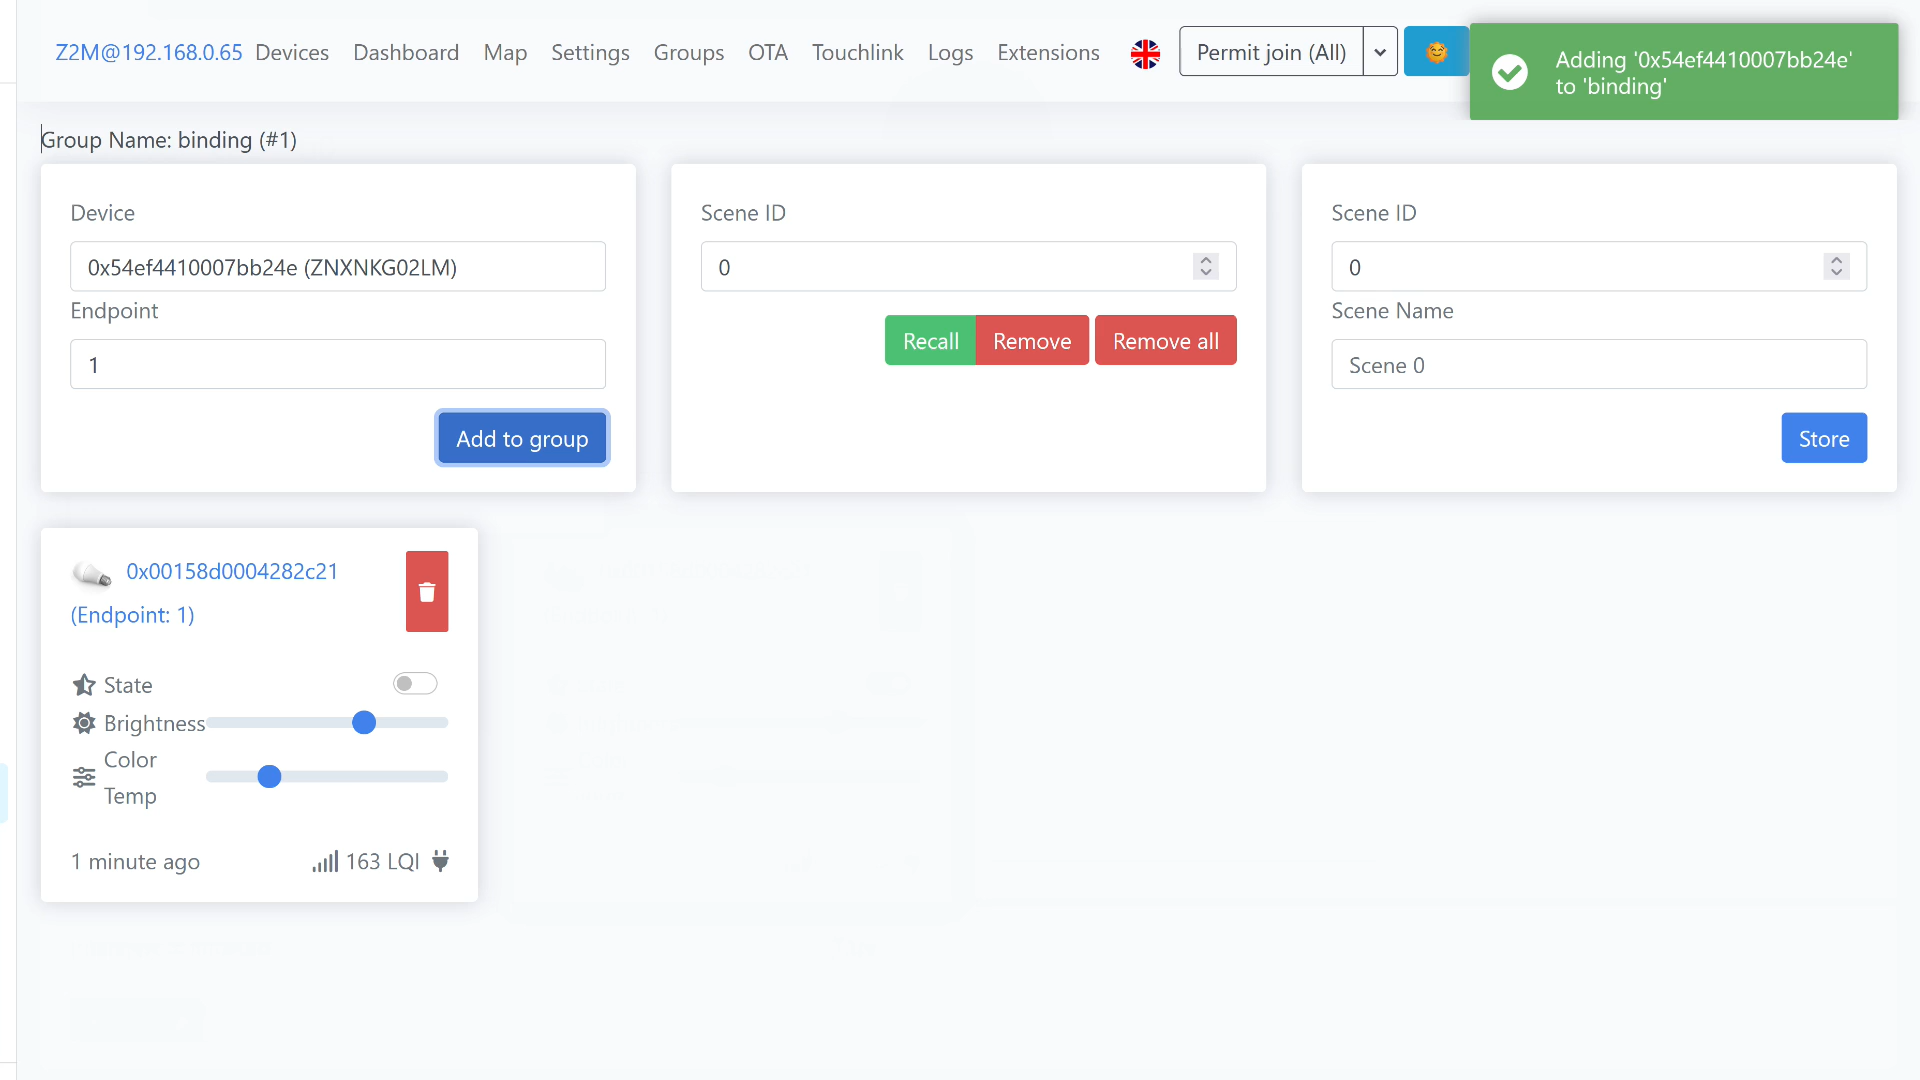 Z2M@192.168.0.65 Devices Dashboard Map Settings Groups OTA Touchlink Logs Extensions Permit join (All)
Adding '0x54ef4410007bb24e'
to 'binding'
Group Name: binding (#1)
Device
0x54ef4410007bb24e (ZNXNKG02LM)
Endpoint
1
Add to group
Scene ID
0
Recall Remove Remove all
Scene ID
0
Scene Name
Scene 0
Store
0x00158d0004282c21
(Endpoint: 1)
State
Brightness
Color
Temp
1 minute ago 163 LQI